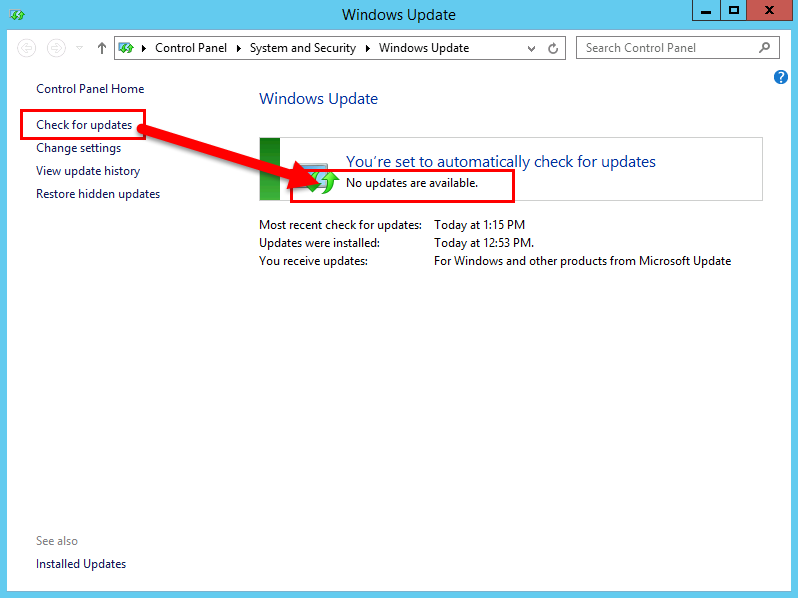 Windows Update
Control Panel
System and Security
Windows Update
Search Control Panel
?
Control Panel Home
Check for updates
Change settings
View update history
Restore hidden updates
Windows Update
You're set to automatically check for updates
No updates are available.
Most recent check for updates: Today at 1:15 PM
Updates were installed: Today at 12:53 PM.
You receive updates: For Windows and other products from Microsoft Update
See also
Installed Updates